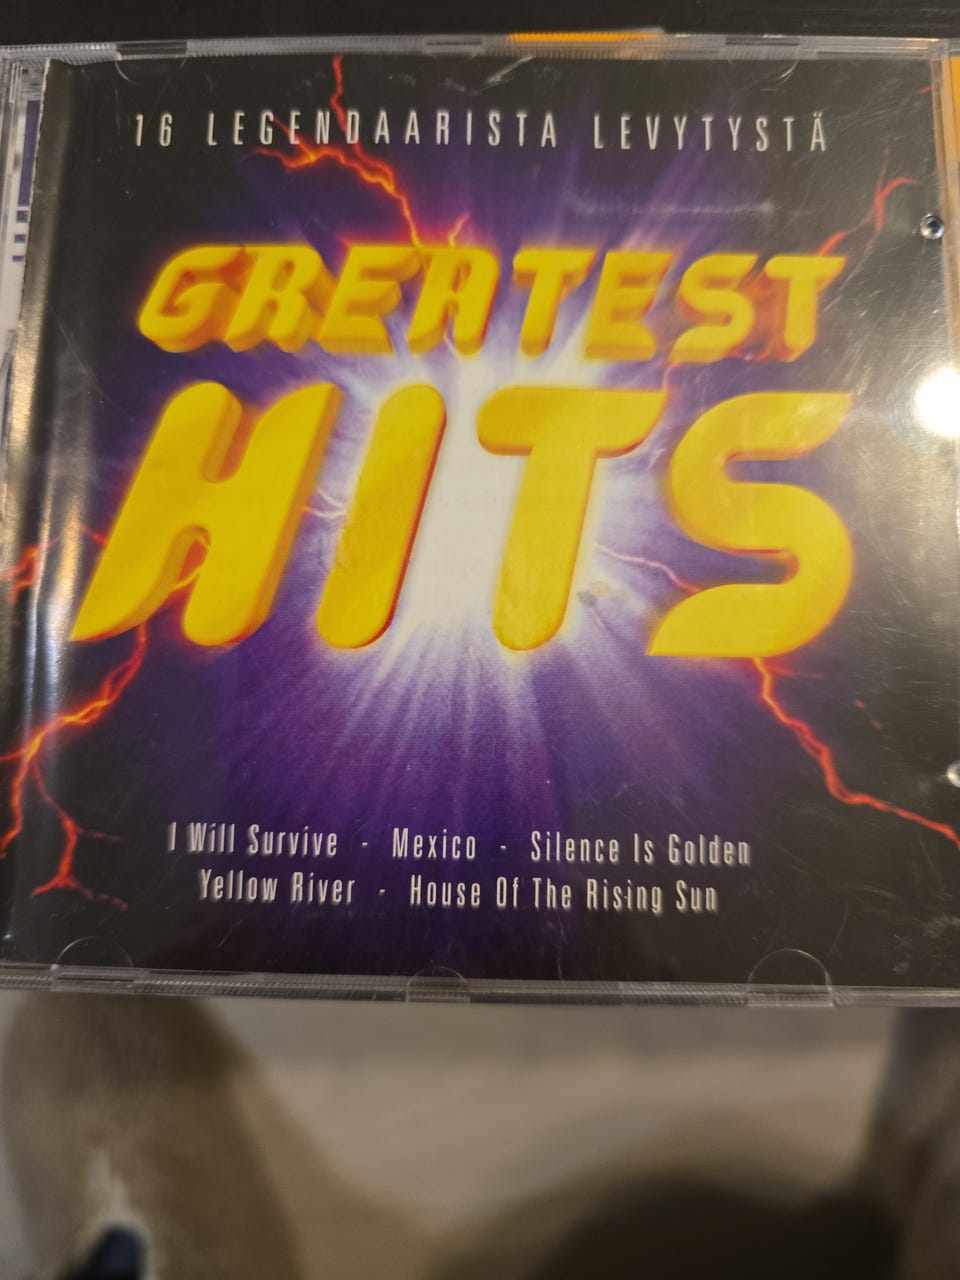 16 LEGENDAARISTA LEVYTYSTÄ
GREATEST
HITS
I Will Survive - Mexico - Silence Is Golden
Yellow River - House Of The Rising Sun